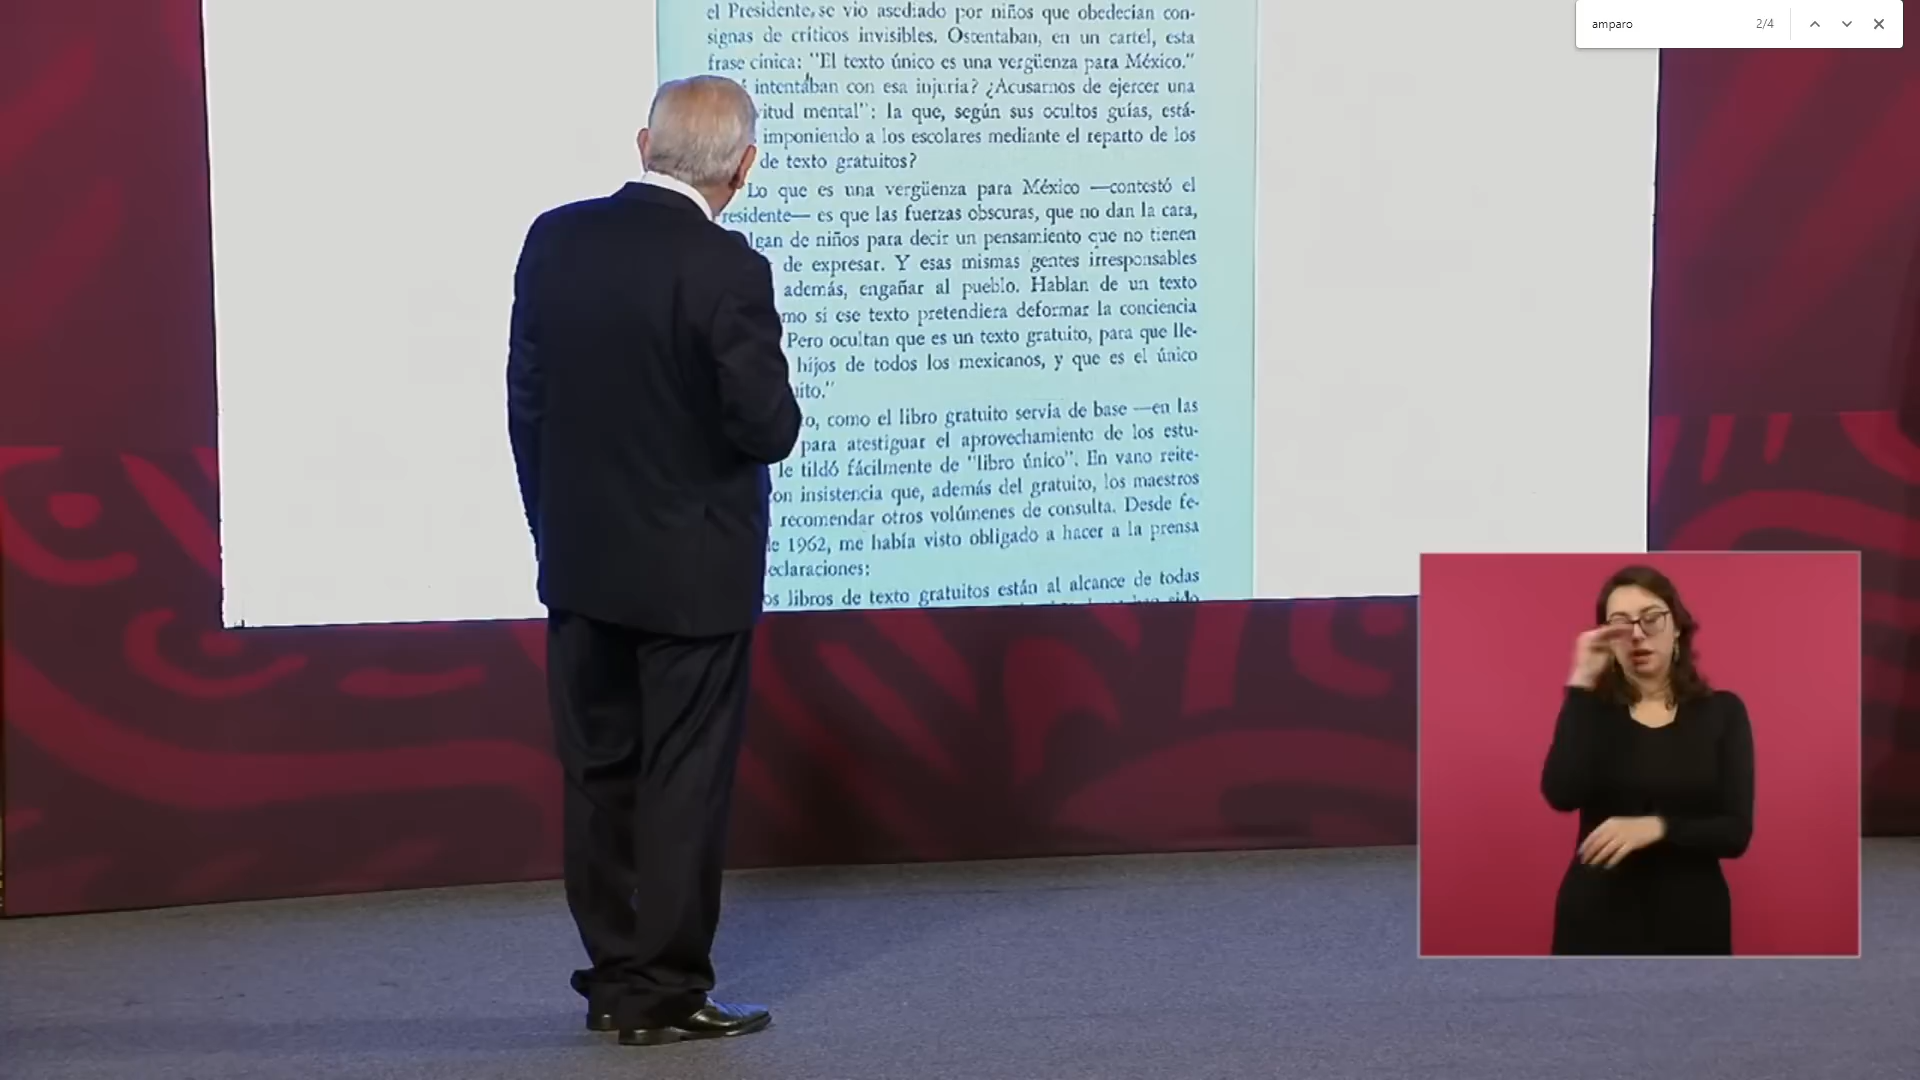 amparo 2/4
el Presidente, se vio asediado por niños que obedecían con-
signas de críticos invisibles. Ostentaban, en un cartel, esta
frase cínica: "El texto único es una vergüenza para México."
intentaban con esa injuria? ¿Acusarnos de ejercer una
vitud mental": la que, según sus ocultos guías, está-
imponiendo a los escolares mediante el reparto de los
de texto gratuitos?
Lo que es una vergüenza para México —contestó el
residente— es que las fuerzas obscuras, que no dan la cara,
lgan de niños para decir un pensamiento que no tienen
de expresar. Y esas mismas gentes irresponsables
además, engañar al pueblo. Hablan de un texto
mo si ese texto pretendiera deformar la conciencia
Pero ocultan que es un texto gratuito, para que lle-
hijos de todos los mexicanos, y que es el único
uito."
to, como el libro gratuito servía de base —en las
para atestiguar el aprovechamiento de los estu-
le tildó fácilmente de "libro único". En vano reite-
on insistencia que, además del gratuito, los maestros
recomendar otros volúmenes de consulta. Desde fe-
de 1962, me había visto obligado a hacer a la prensa
eclaraciones:
os libros de texto gratuitos están al alcance de todas